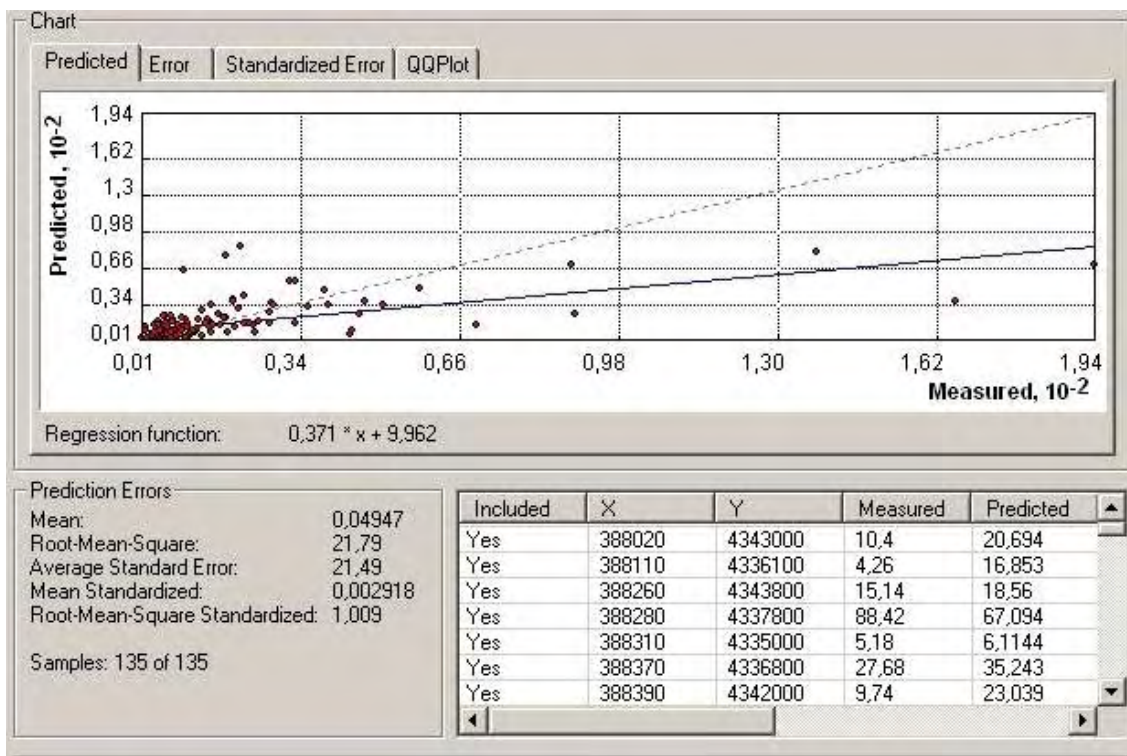 Chart
Predicted Error Standardized Error QQPlot
Predicted, 10-2
1,94
1,62
1,3
0,98
0,66
0,34
0,01
0,01 0,34 0,66 0,98 1,30 1,62 1,94
Measured, 10-2
Regression function: 0,371 * x + 9,962
Prediction Errors
Mean: 0,04947
Root-Mean-Square: 21,79
Average Standard Error: 21,49
Mean Standardized: 0,002918
Root-Mean-Square Standardized: 1,009
Samples: 135 of 135
Included X Y Measured Predicted
Yes 388020 4343000 10,4 20,694
Yes 388110 4336100 4,26 16,853
Yes 388260 4343800 15,14 18,56
Yes 388280 4337800 88,42 67,094
Yes 388310 4335000 5,18 6,1144
Yes 388370 4336800 27,68 35,243
Yes 388390 4342000 9,74 23,039